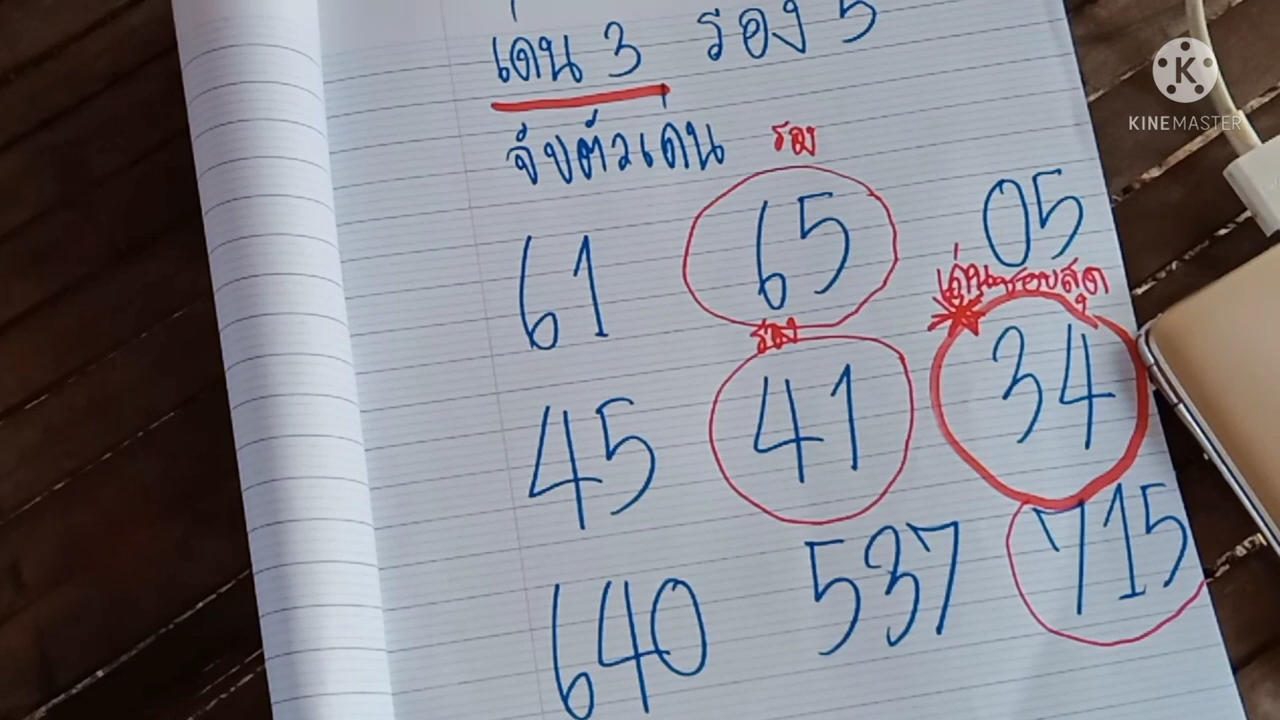 เด่น 3 รอง 5
K
KINEMASTER
จับตัวเด่น รอง
61 65 05
รอง เด่นรอบสุด
45 41 34
640 537 715